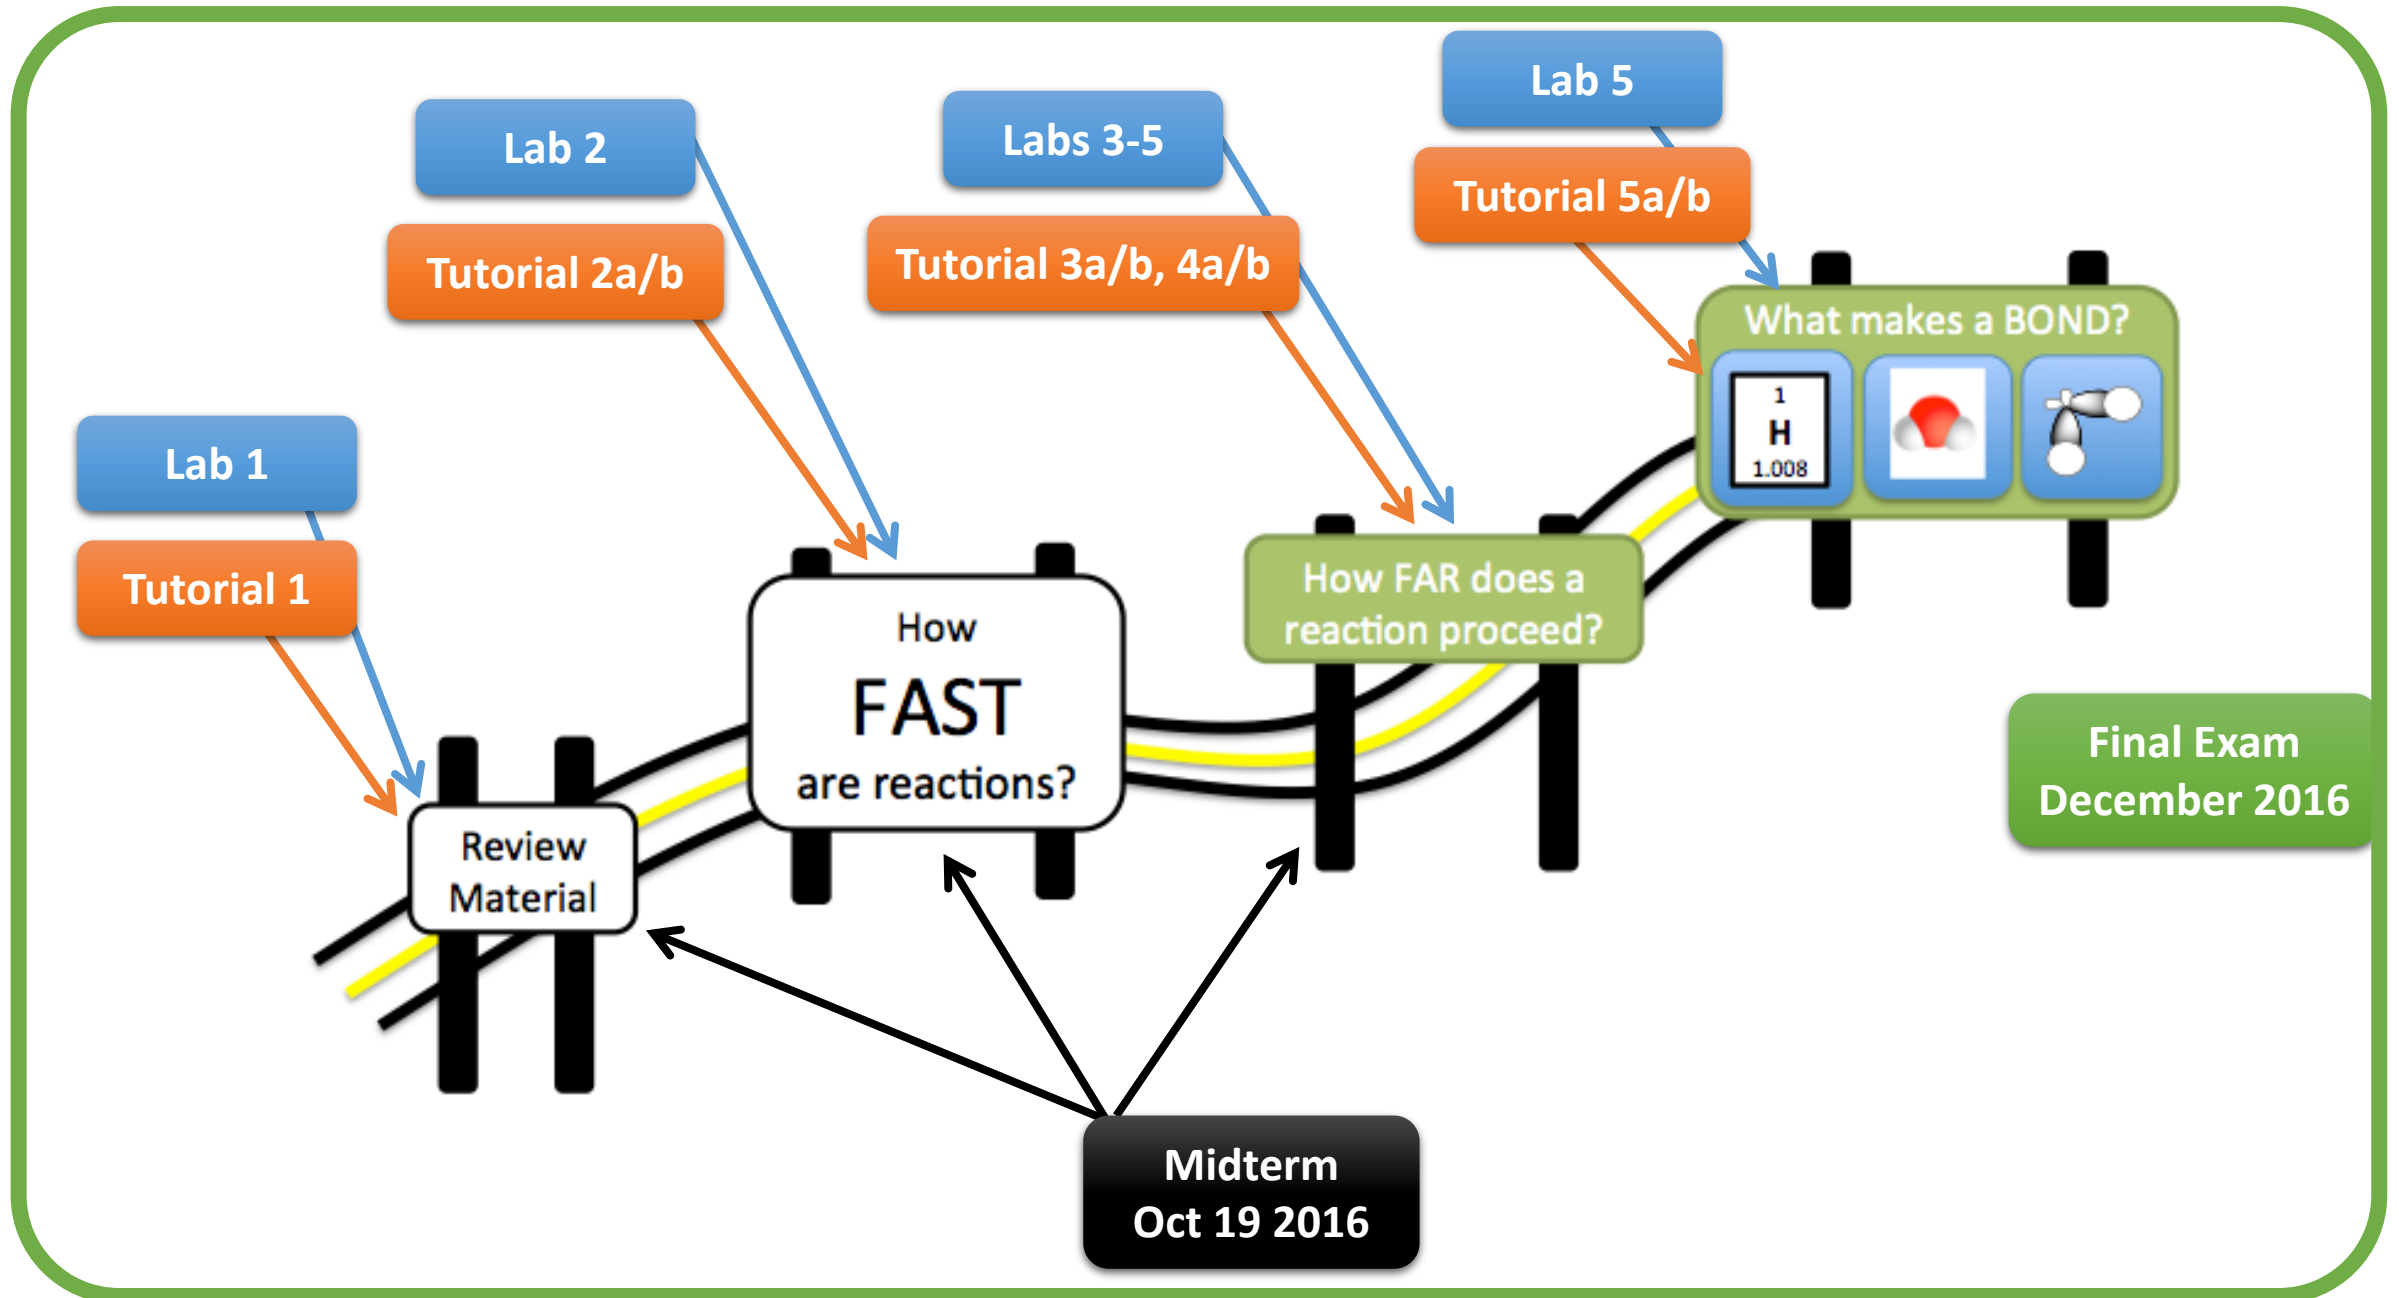 Lab 1
Tutorial 1
Review
Material
Lab 2
Tutorial 2a/b
How
FAST
are reactions?
Labs 3-5
Tutorial 3a/b, 4a/b
How FAR does a
reaction proceed?
Lab 5
Tutorial 5a/b
What makes a BOND?
1
H
1.008
Final Exam
December 2016
Midterm
Oct 19 2016